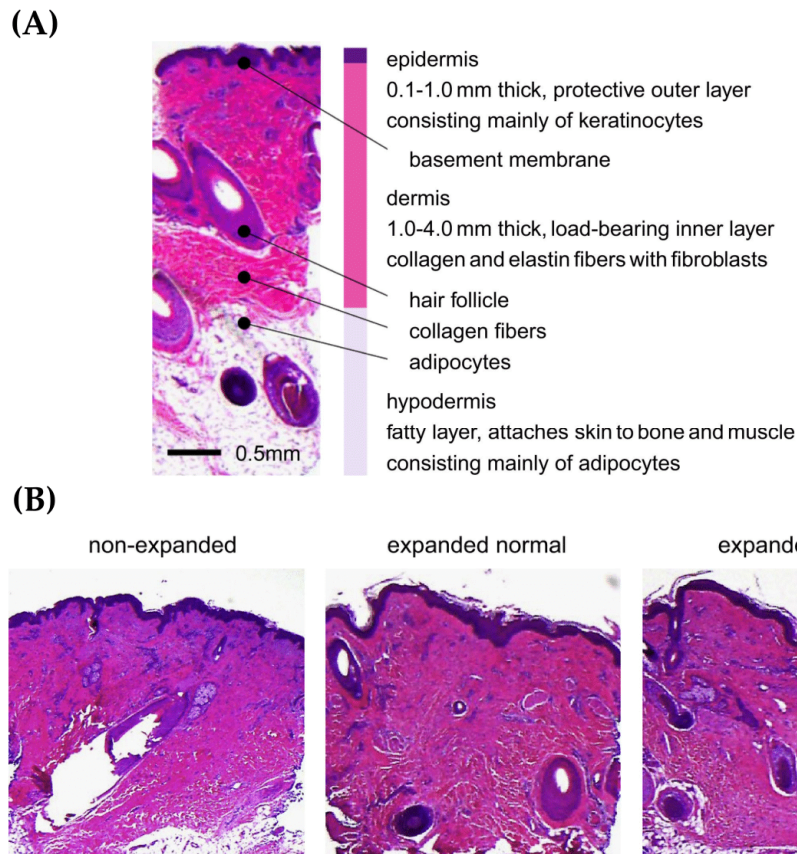 (A)
epidermis
0.1-1.0 mm thick, protective outer layer
consisting mainly of keratinocytes
basement membrane
dermis
1.0-4.0 mm thick, load-bearing inner layer
collagen and elastin fibers with fibroblasts
hair follicle
collagen fibers
adipocytes
hypodermis
fatty layer, attaches skin to bone and muscle
consisting mainly of adipocytes
0.5mm
(B)
non-expanded
expanded normal